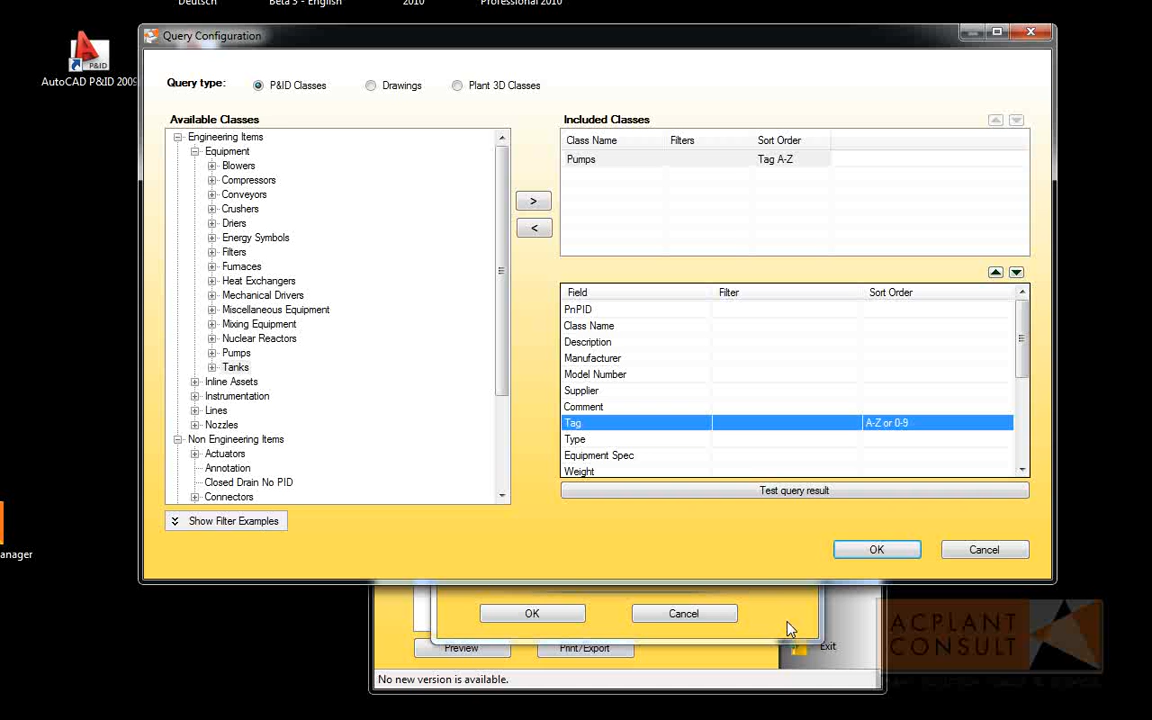 Deutsch
Beta 3 - English
2010
Professional 2010
AutoCAD P&ID 2009
Query Configuration
Query type:
P&ID Classes
Drawings
Plant 3D Classes
Available Classes
Engineering Items
Equipment
Blowers
Compressors
Conveyors
Crushers
Driers
Energy Symbols
Filters
Furnaces
Heat Exchangers
Mechanical Drivers
Miscellaneous Equipment
Mixing Equipment
Nuclear Reactors
Pumps
Tanks
Inline Assets
Instrumentation
Lines
Nozzles
Non Engineering Items
Actuators
Annotation
Closed Drain No PID
Connectors
Show Filter Examples
>
<
Included Classes
Class Name Filters Sort Order
Pumps Tag A-Z
Field Filter Sort Order
PnPID
Class Name
Description
Manufacturer
Model Number
Supplier
Comment
Tag A-Z or 0-9
Type
Equipment Spec
Weight
Test query result
OK Cancel
OK Cancel
Preview Print/Export Exit
No new version is available.
anager
P&ID
ACPLANT
CONSULT